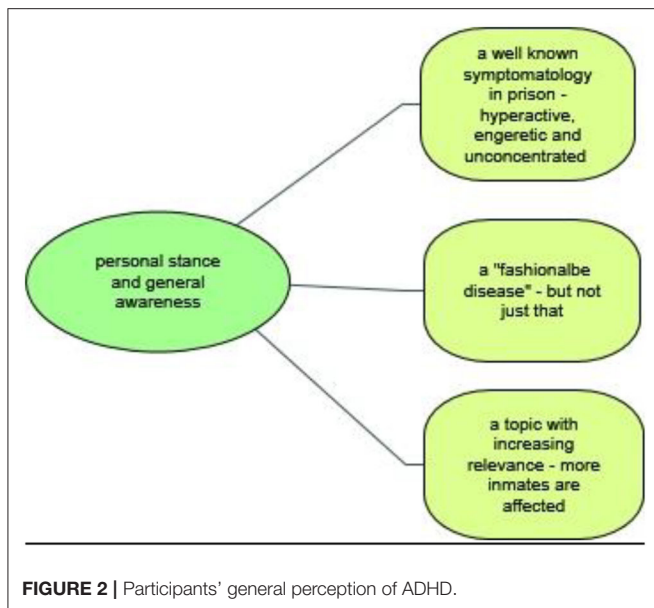 a well known
symptomatology
in prison -
hyperactive,
engeretic and
unconcentrated
personal stance
and general
awareness
a "fashionalbe
disease" - but not
just that
a topic with
increasing
relevance - more
inmates are
affected
FIGURE 2 | Participants' general perception of ADHD.